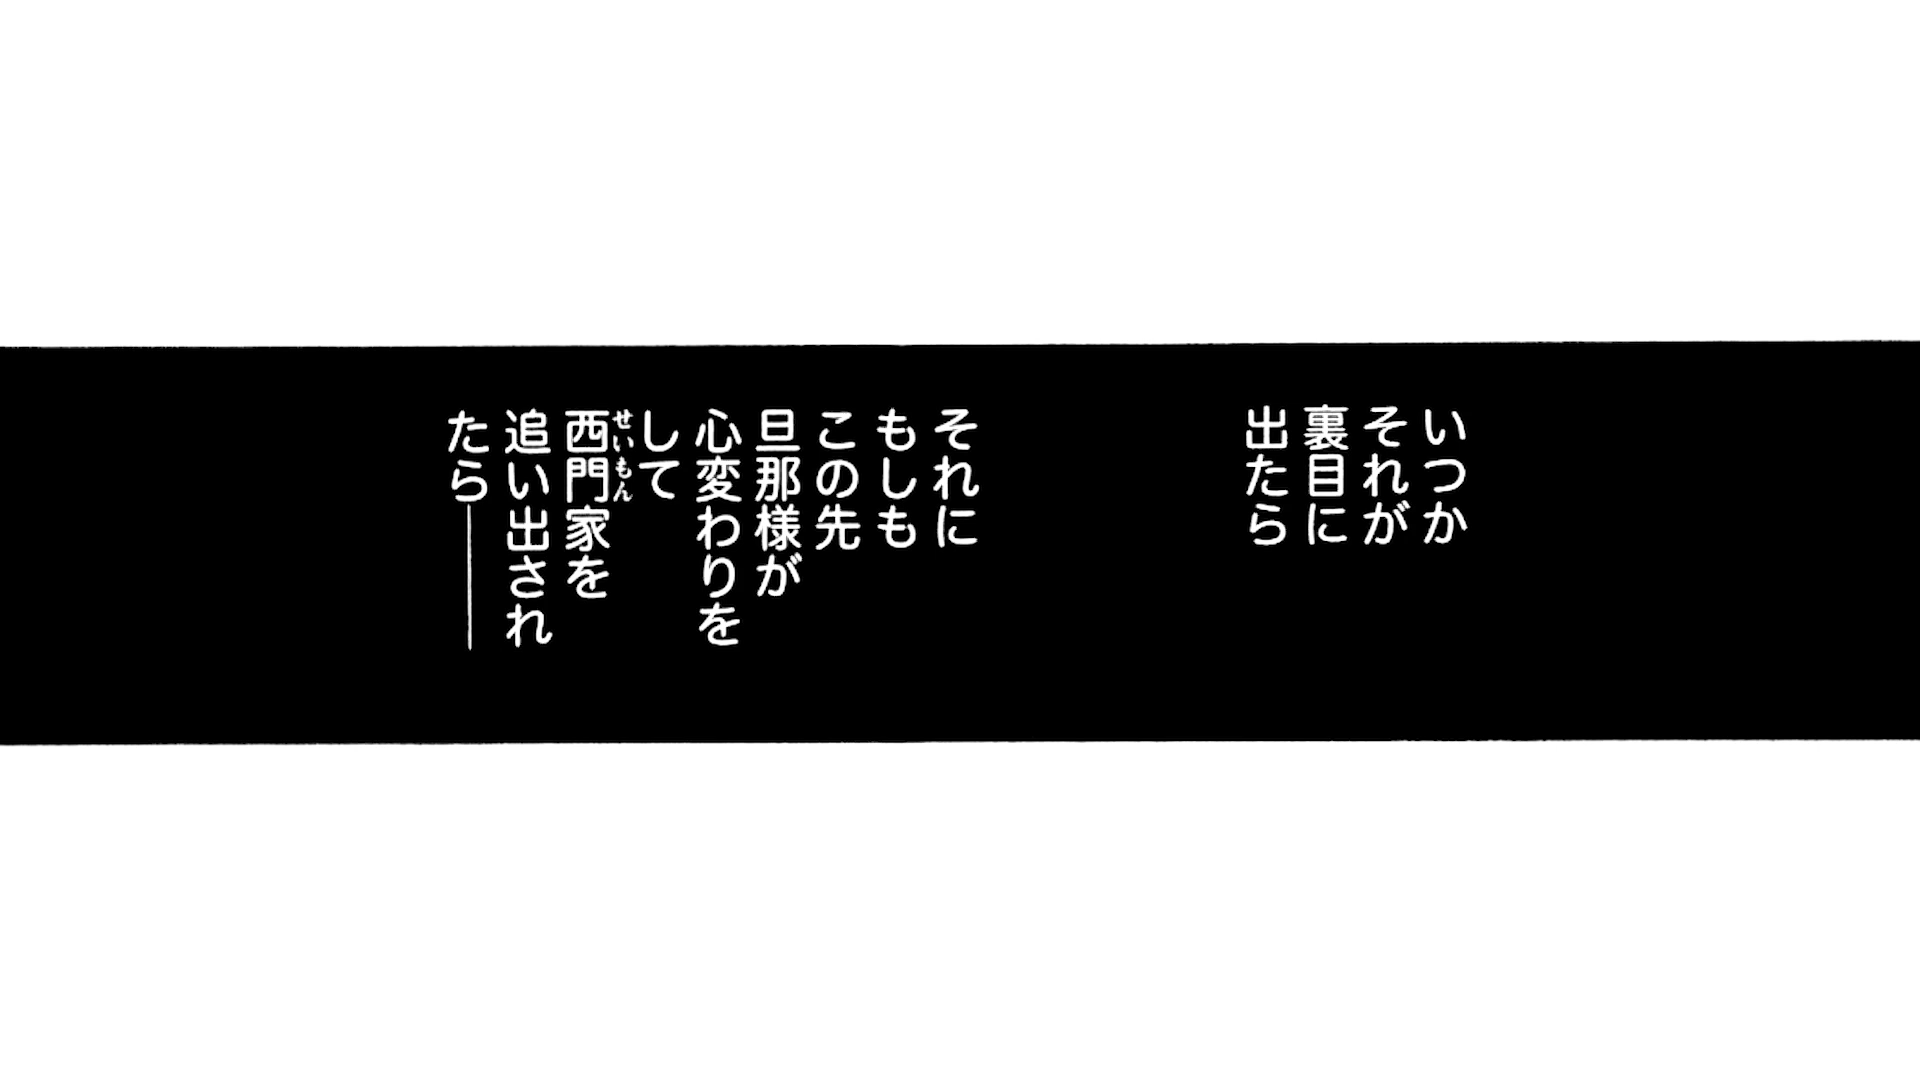 いつか
それが
裏目に
出たら
それに
もしも
この先
旦那様が
心変わりを
して
西門家を
せいもん
追い出され
たら――